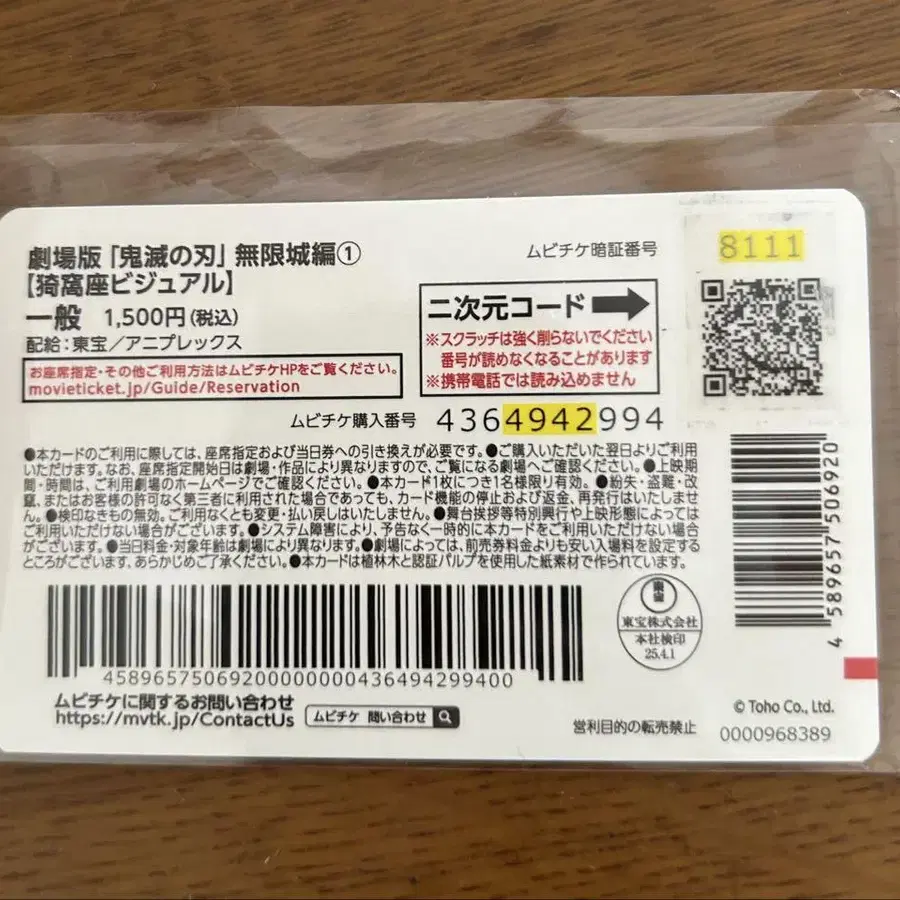 劇場版「鬼滅の刃」無限城編①
【猗窩座ビジュアル】
一般 1,500円(税込)
配給:東宝/アニプレックス
お座席指定・その他ご利用方法はムビチケHPをご覧ください。
movieticket.jp/Guide/Reservation
ムビチケ暗証番号
8111
二次元コード
※スクラッチは強く削らないでください
番号が読めなくなることがあります
※携帯電話では読み込めません
ムビチケ購入番号 4364942994
●本カードのご利用に際しては、座席指定および当日券への引き換えが必要です。●ご購入いただいた翌日よりご利用
いただけます。なお、座席指定開始日は劇場・作品により異なりますので、ご覧になる劇場へご確認ください。●上映期
間・時間は、ご利用劇場のホームページでご確認ください。●本カード1枚につき1名様限り有効。●紛失・盗難・改
竄、またはお客様の許可なく第三者に利用された場合であっても、カード機能の停止および返金、再発行はいたしませ
ん。●検印なきもの無効。ご利用なくとも変更・払い戻しはいたしません。●舞台挨拶等特別興行や上映形態によっては
ご利用いただけない場合がございます。●システム障害により、予告なく一時的に本カードをご利用いただけない場合
がございます。●当日料金・対象年齢は劇場により異なります。●劇場によっては、前売券料金よりも安い入場料を設定する
ところがございます、あらかじめご了承ください。●本カードは植林木と認証パルプを使用した紙素材で作られています。
458965750692000000000436494299400
4589657506920
東宝
東宝株式会社
本社検印
25.4.1
ムビチケに関するお問い合わせ
https://mvtk.jp/ContactUs
ムビチケ 問い合わせ
© Toho Co., Ltd.
営利目的の転売禁止
0000968389